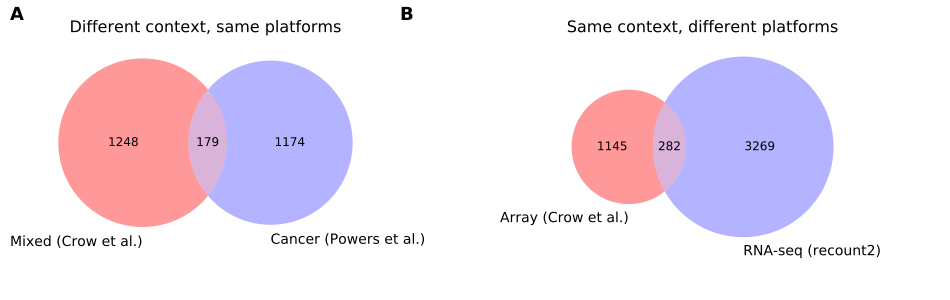 A
Different context, same platforms
1248
179
1174
Mixed (Crow et al.)
Cancer (Powers et al.)
B
Same context, different platforms
1145
282
3269
Array (Crow et al.)
RNA-seq (recount2)